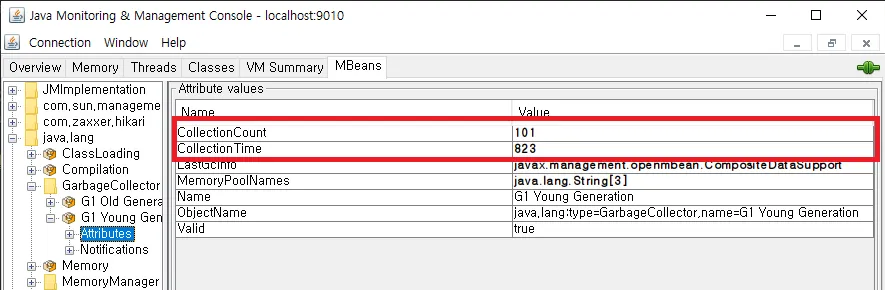 Java Monitoring & Management Console - localhost:9010
Connection Window Help
Overview Memory Threads Classes VM Summary MBeans
JMImplementation
com,sun,manageme
com,zaxxer,hikari
java,lang
ClassLoading
Compilation
GarbageCollector
G1 Old Genera
G1 Young Gen
Attributes
Notifications
Memory
MemoryManager
Attribute values
Name Value
CollectionCount 101
CollectionTime 823
LastGcInfo javax.management.openmbean.CompositeDataSupport
MemoryPoolNames java.lang.String[3]
Name G1 Young Generation
ObjectName java,lang:type=GarbageCollector,name=G1 Young Generation
Valid true